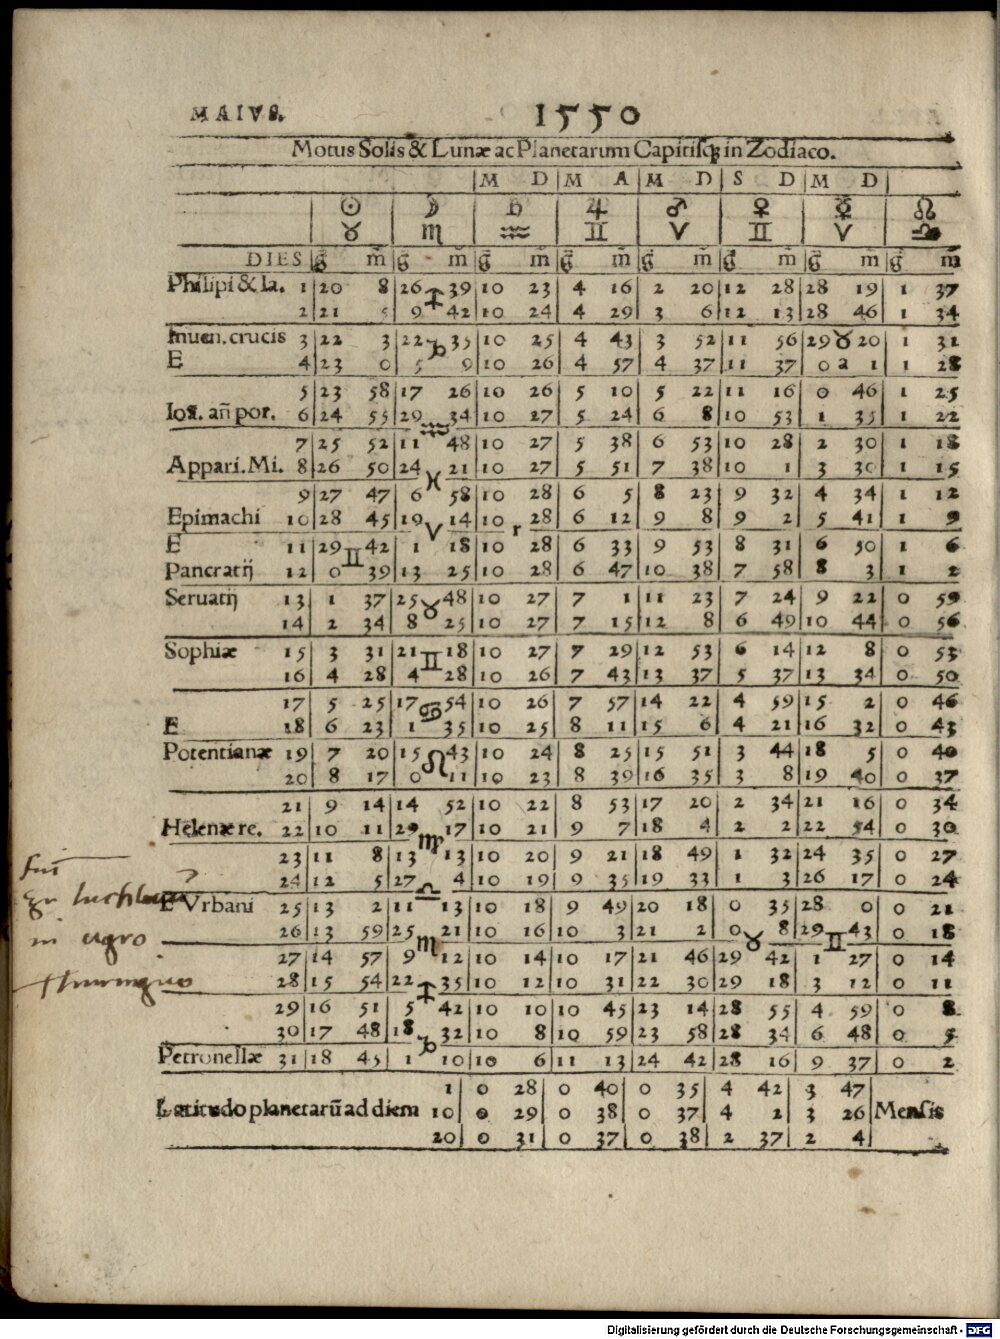 MAIVS. 1550
Motus Solis & Lunæ ac Planetarum Capitisq; in Zodiaco.
M D M A M D S D M D
☉ ☽ ♄ ♃ ♂ ♀ ☿ ☊
♉ ♏ ♒ ♊ ♈ ♊ ♈ ♎
DIES g̃ m̃ g̃ m̃ g̃ m̃ g̃ m̃ g̃ m̃ g̃ m̃ g̃ m̃ g̃ m̃
Philipi & Ia. 1 20 8 26 ♐ 39 10 23 4 16 2 20 12 28 28 19 1 37
2 21 5 9 42 10 24 4 29 3 6 12 13 28 46 1 34
Inuen. crucis 3 22 3 22 ♑ 35 10 25 4 43 3 52 11 56 29 ♉ 20 1 31
E 4 23 0 5 9 10 26 4 57 4 37 11 37 0 a 1 1 28
5 23 58 17 26 10 26 5 10 5 22 11 16 0 46 1 25
Ioh. an̄ por. 6 24 55 29 ♒ 34 10 27 5 24 6 8 10 53 1 35 1 22
7 25 52 11 48 10 27 5 38 6 53 10 28 2 30 1 18
Appari. Mi. 8 26 50 24 ♓ 21 10 27 5 51 7 38 10 1 3 30 1 15
9 27 47 6 58 10 28 6 5 8 23 9 32 4 34 1 12
Epimachi 10 28 45 19 ♈ 14 10 r 28 6 12 9 8 9 2 5 41 1 9
E 11 29 ♊ 42 1 18 10 28 6 33 9 53 8 31 6 50 1 6
Pancratij 12 0 39 13 25 10 28 6 47 10 38 7 58 8 3 1 2
Seruatij 13 1 37 25 ♉ 48 10 27 7 1 11 23 7 24 9 22 0 59
14 2 34 8 25 10 27 7 15 12 8 6 49 10 44 0 56
Sophiæ 15 3 31 21 ♊ 18 10 27 7 29 12 53 6 14 12 8 0 53
16 4 28 4 28 10 26 7 43 13 37 5 37 13 34 0 50
17 5 25 17 ♋ 54 10 26 7 57 14 22 4 59 15 2 0 46
E 18 6 23 1 35 10 25 8 11 15 6 4 21 16 32 0 43
Potentianæ 19 7 20 15 ♌ 43 10 24 8 25 15 51 3 44 18 5 0 40
20 8 17 0 11 10 23 8 39 16 35 3 8 19 40 0 37
21 9 14 14 52 10 22 8 53 17 20 2 34 21 16 0 34
Helenæ re. 22 10 11 29 ♍ 17 10 21 9 7 18 4 2 2 22 54 0 30
23 11 8 13 13 10 20 9 21 18 49 1 32 24 35 0 27
24 12 5 27 ♎ 4 10 19 9 35 19 33 1 3 26 17 0 24
E Vrbani 25 13 2 11 13 10 18 9 49 20 18 0 35 28 0 0 21
26 13 59 25 ♏ 21 10 16 10 3 21 2 0 ♉ 8 29 ♊ 43 0 18
in agro
27 14 57 9 12 10 14 10 17 21 46 29 42 1 27 0 14
28 15 54 22 ♐ 35 10 12 10 31 22 30 29 18 3 12 0 11
29 16 51 5 42 10 10 10 45 23 14 28 55 4 59 0 8
30 17 48 18 ♑ 32 10 8 10 59 23 58 28 34 6 48 0 5
Petronellæ 31 18 45 1 10 10 6 11 13 24 42 28 16 9 37 0 2
1 0 28 0 40 0 35 4 42 3 47
Latitudo planetarū ad diem 10 0 29 0 38 0 37 4 2 3 26 Mensis
20 0 31 0 37 0 38 2 37 2 4
Digitalisierung gefördert durch die Deutsche Forschungsgemeinschaft - DFG